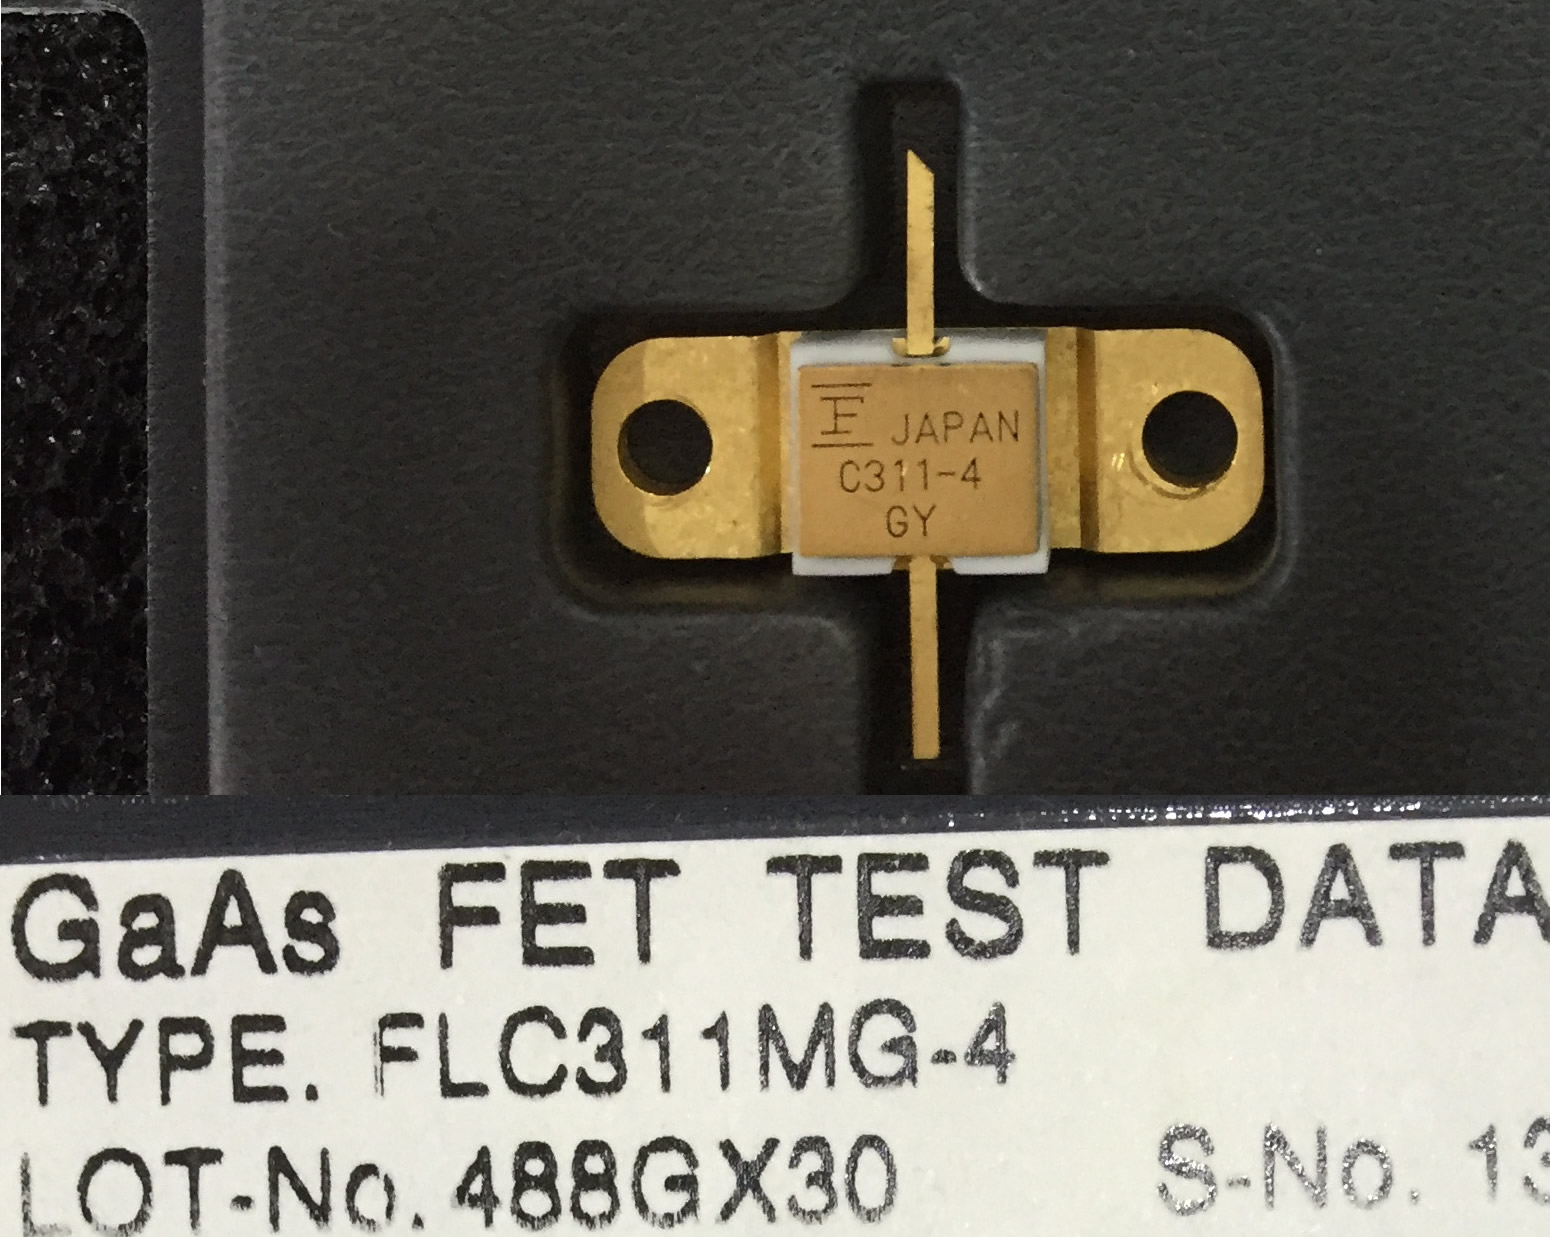 F JAPAN
C311-4
GY
GaAs FET TEST DATA
TYPE. FLC311MG-4
LOT-No. 488GX30 S-No. 13